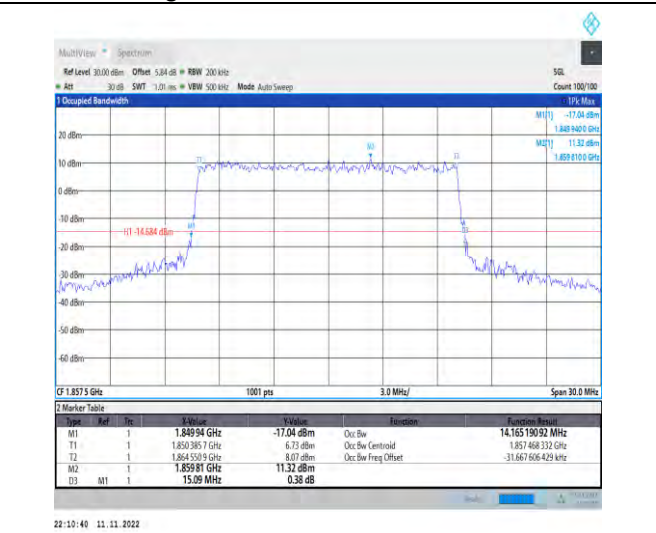 MultiView Spectrum
Ref Level 30.00 dBm Offset 5.84 dB RBW 200 kHz SGL
Att 30 dB SWT 1.01 ms VBW 500 kHz Mode Auto Sweep Count 100/100
1 Occupied Bandwidth 1Pk Max
M1[1] -17.04 dBm
1.849 940 0 GHz
M2[1] 11.32 dBm
1.859 810 0 GHz
20 dBm
M2
T1
10 dBm
0 dBm
-10 dBm
M1
H1 -14.684 dBm
-20 dBm
-30 dBm
-40 dBm
-50 dBm
-60 dBm
CF 1.857 5 GHz 1001 pts 3.0 MHz/ Span 30.0 MHz
2 Marker Table
Type Ref Trc X-Value Y-Value Function Function Result
M1 1 1.849 94 GHz -17.04 dBm Occ Bw 14.165 190 92 MHz
T1 1 1.850 385 7 GHz 6.73 dBm Occ Bw Centroid 1.857 468 332 GHz
T2 1 1.864 550 9 GHz 8.07 dBm Occ Bw Freq Offset -31.667 606 429 kHz
M2 1 1.859 81 GHz 11.32 dBm
D3 M1 1 15.09 MHz 0.38 dB
22:10:40 11.11.2022